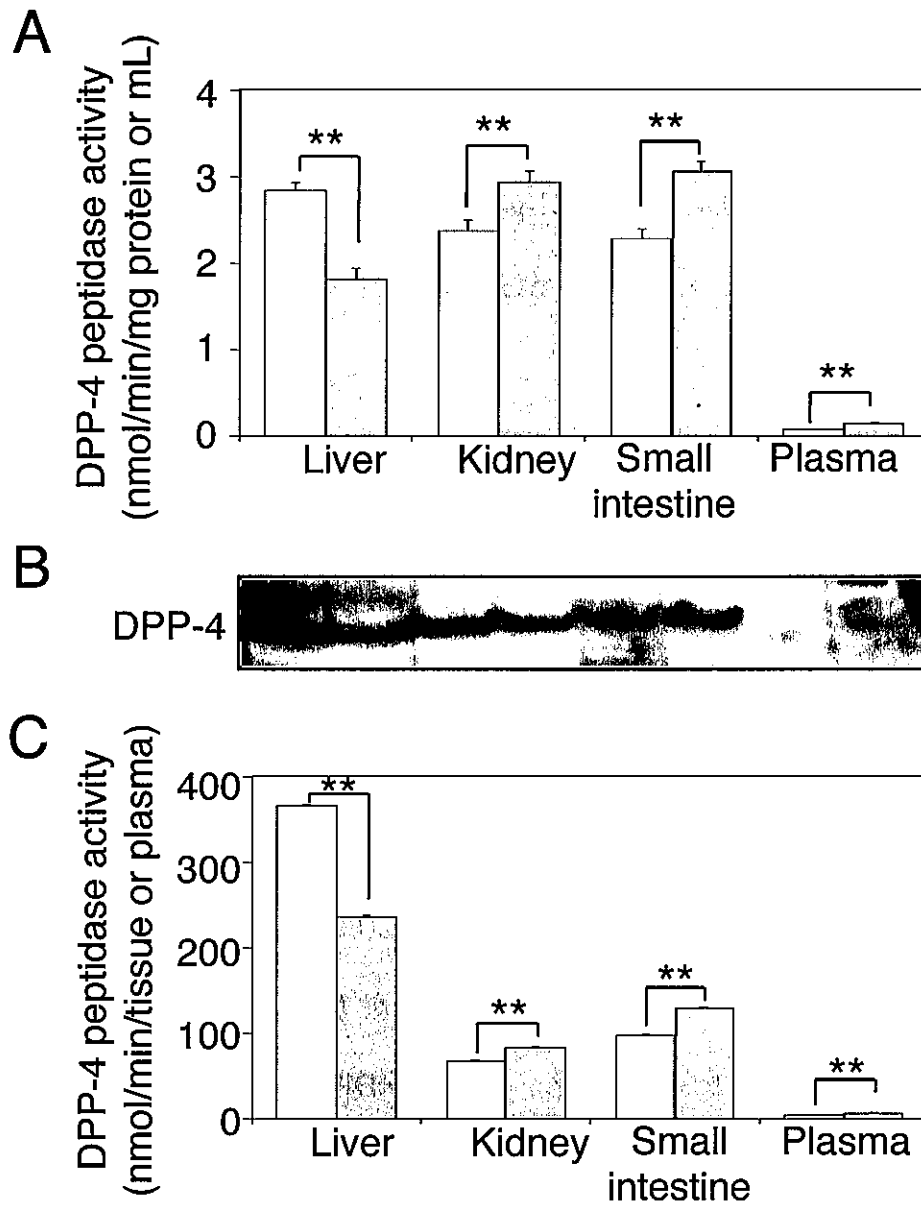 A
DPP-4 peptidase activity
(nmol/min/mg protein or mL)
4
3
2
1
0
**
**
**
**
Liver
Kidney
Small
intestine
Plasma
B
DPP-4
C
DPP-4 peptidase activity
(nmol/min/tissue or plasma)
400
300
200
100
0
**
**
**
**
Liver
Kidney
Small
intestine
Plasma